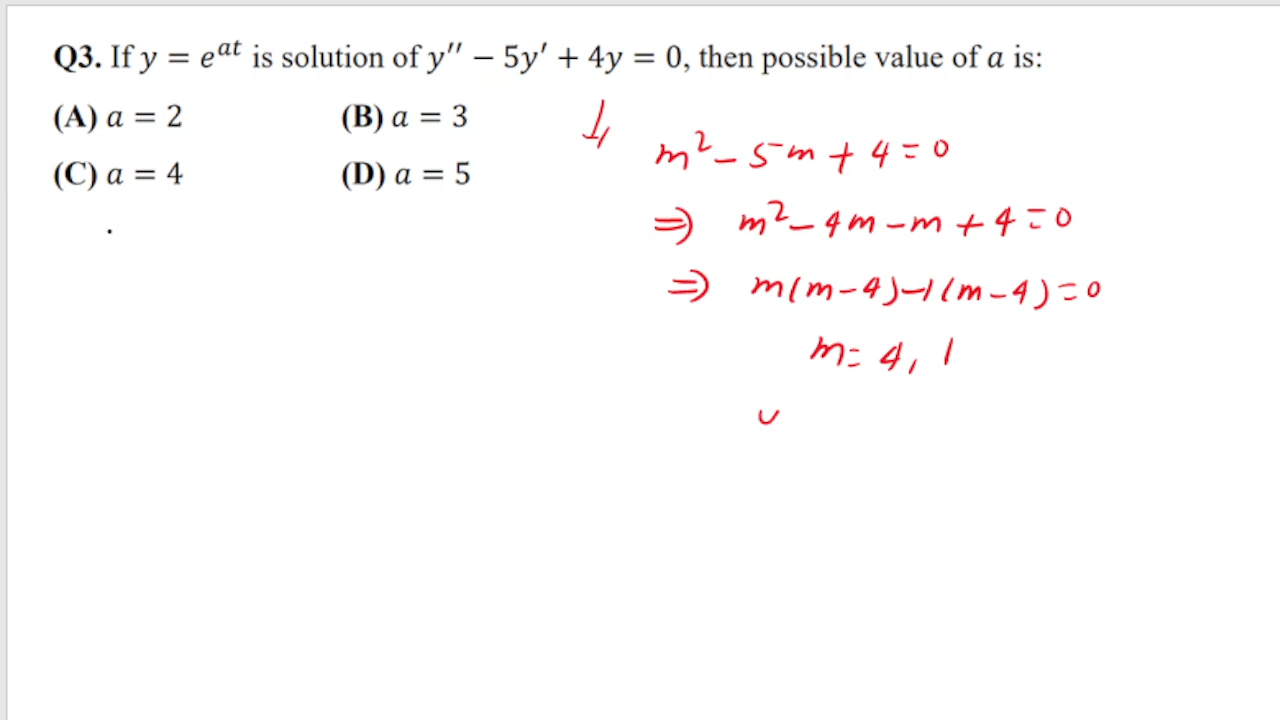 Q3. If y = e^{at} is solution of y′′ − 5y′ + 4y = 0, then possible value of a is:
(A) a = 2 (B) a = 3
(C) a = 4 (D) a = 5
1,
m² − 5m + 4 = 0
⇒ m² − 4m − m + 4 = 0
⇒ m(m − 4) − 1(m − 4) = 0
m = 4, 1